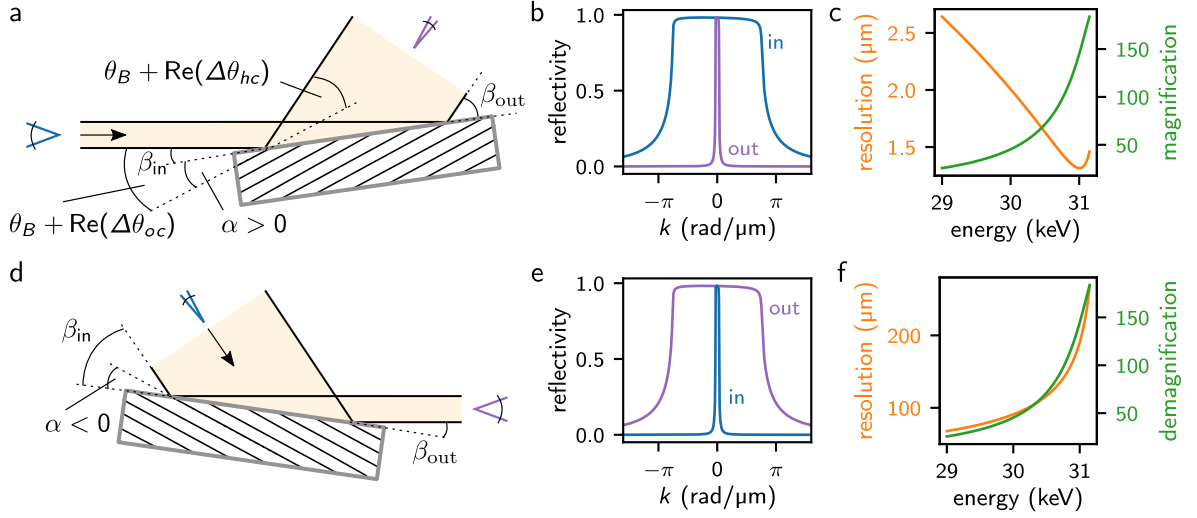 a
θ_B + Re(Δθ_hc)
β_out
β_in
θ_B + Re(Δθ_oc)
α > 0
b
1.0
0.5
0.0
reflectivity
in
out
−π
0
π
k (rad/µm)
c
2.5
2.0
1.5
resolution (µm)
150
100
50
magnification
29
30
31
energy (keV)
d
β_in
α < 0
β_out
e
1.0
0.5
0.0
reflectivity
out
in
−π
0
π
k (rad/µm)
f
200
100
resolution (µm)
150
100
50
demagnification
29
30
31
energy (keV)